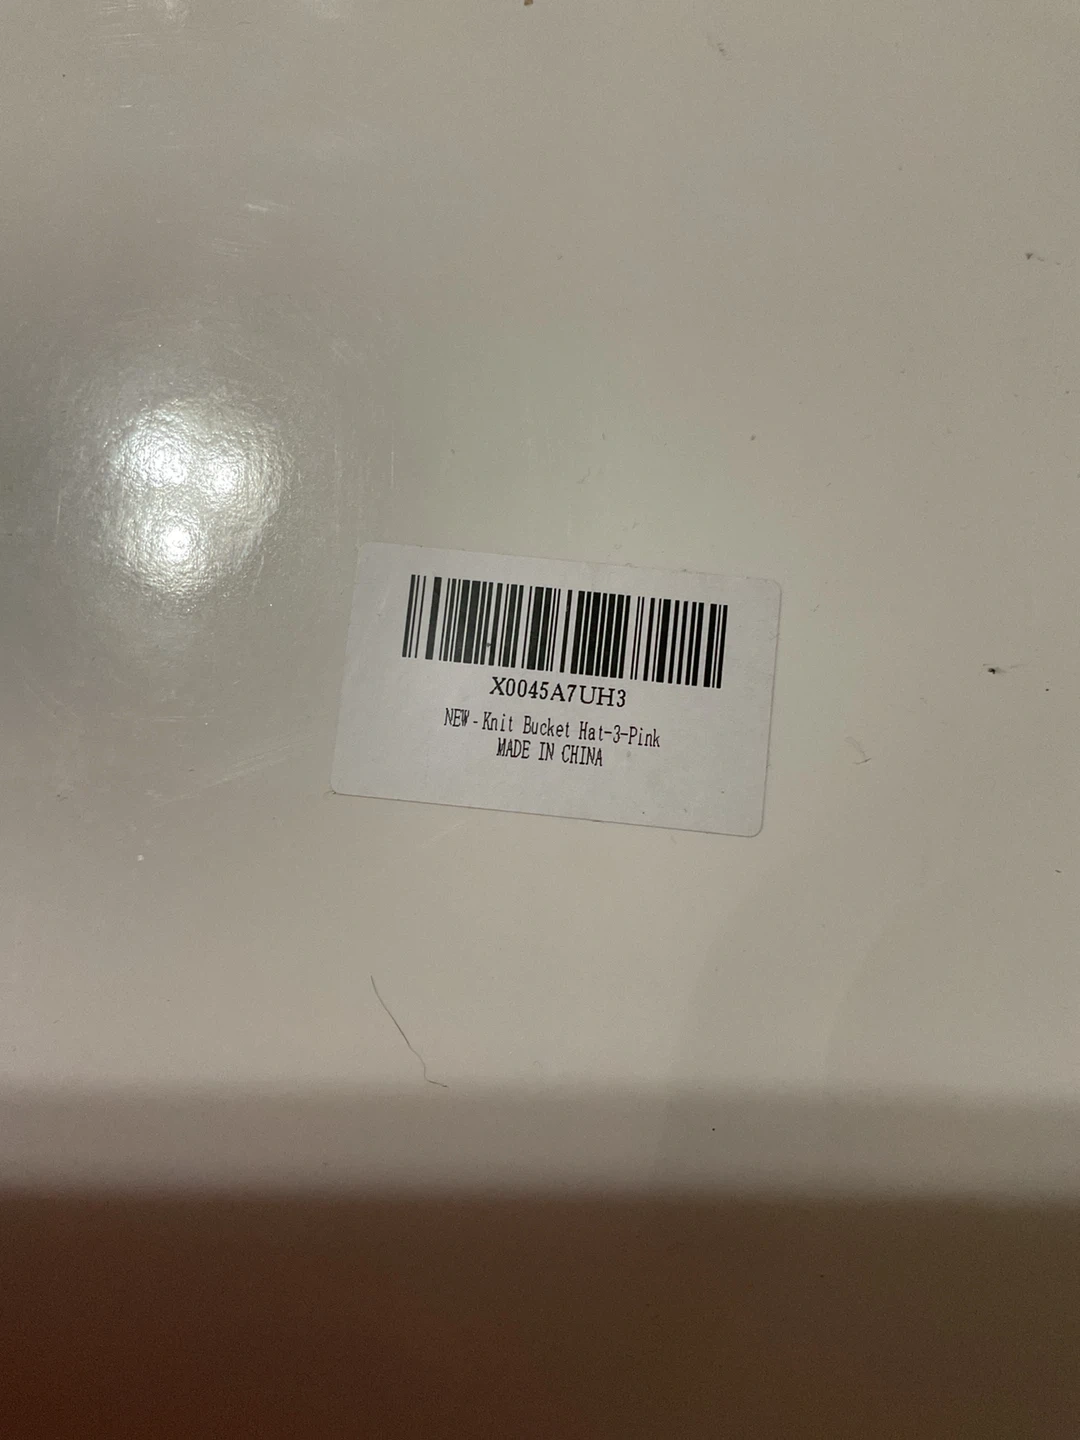 X0045A7UH3
NEW-Knit Bucket Hat-3-Pink
MADE IN CHINA